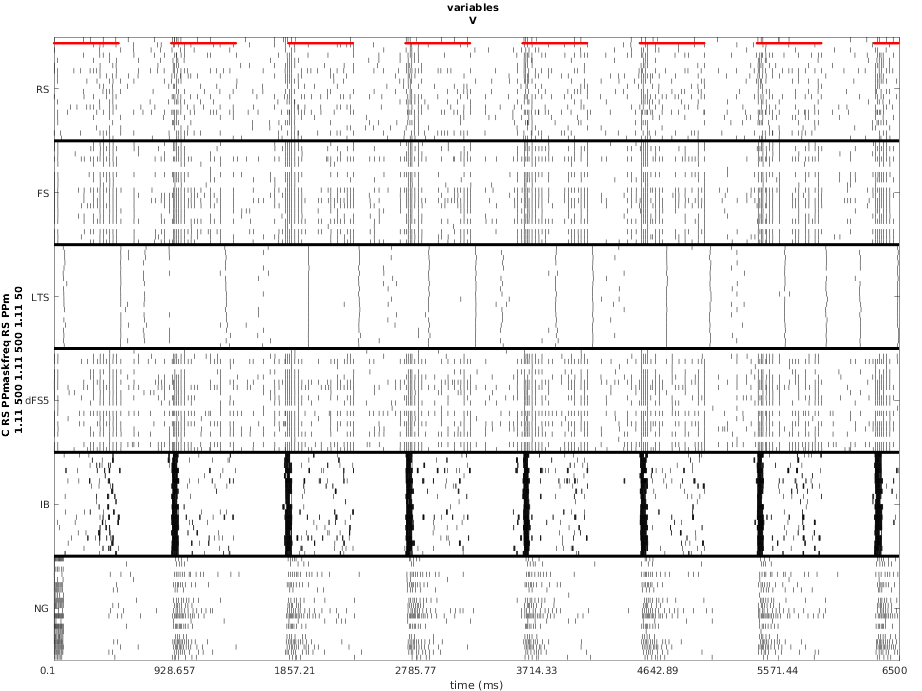 variables
V
RS
FS
LTS
dFS5
IB
NG
C RS PPmaskfreq RS PPm
1.11 500 1.11 500 1.11 50
0.1 928.657 1857.21 2785.77 3714.33 4642.89 5571.44 6500
time (ms)